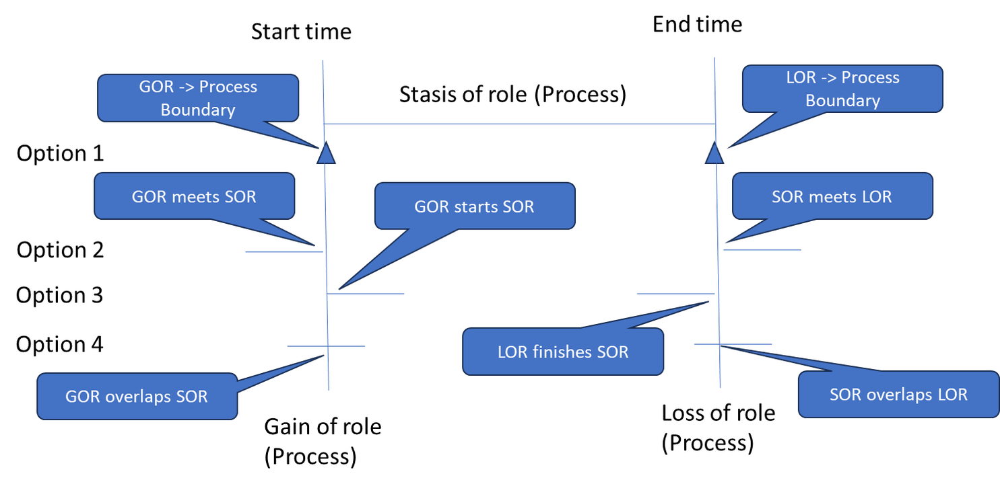 Start time
End time
GOR -> Process
Boundary
Stasis of role (Process)
LOR -> Process
Boundary
Option 1
GOR meets SOR
GOR starts SOR
SOR meets LOR
Option 2
Option 3
Option 4
LOR finishes SOR
GOR overlaps SOR
SOR overlaps LOR
Gain of role
(Process)
Loss of role
(Process)